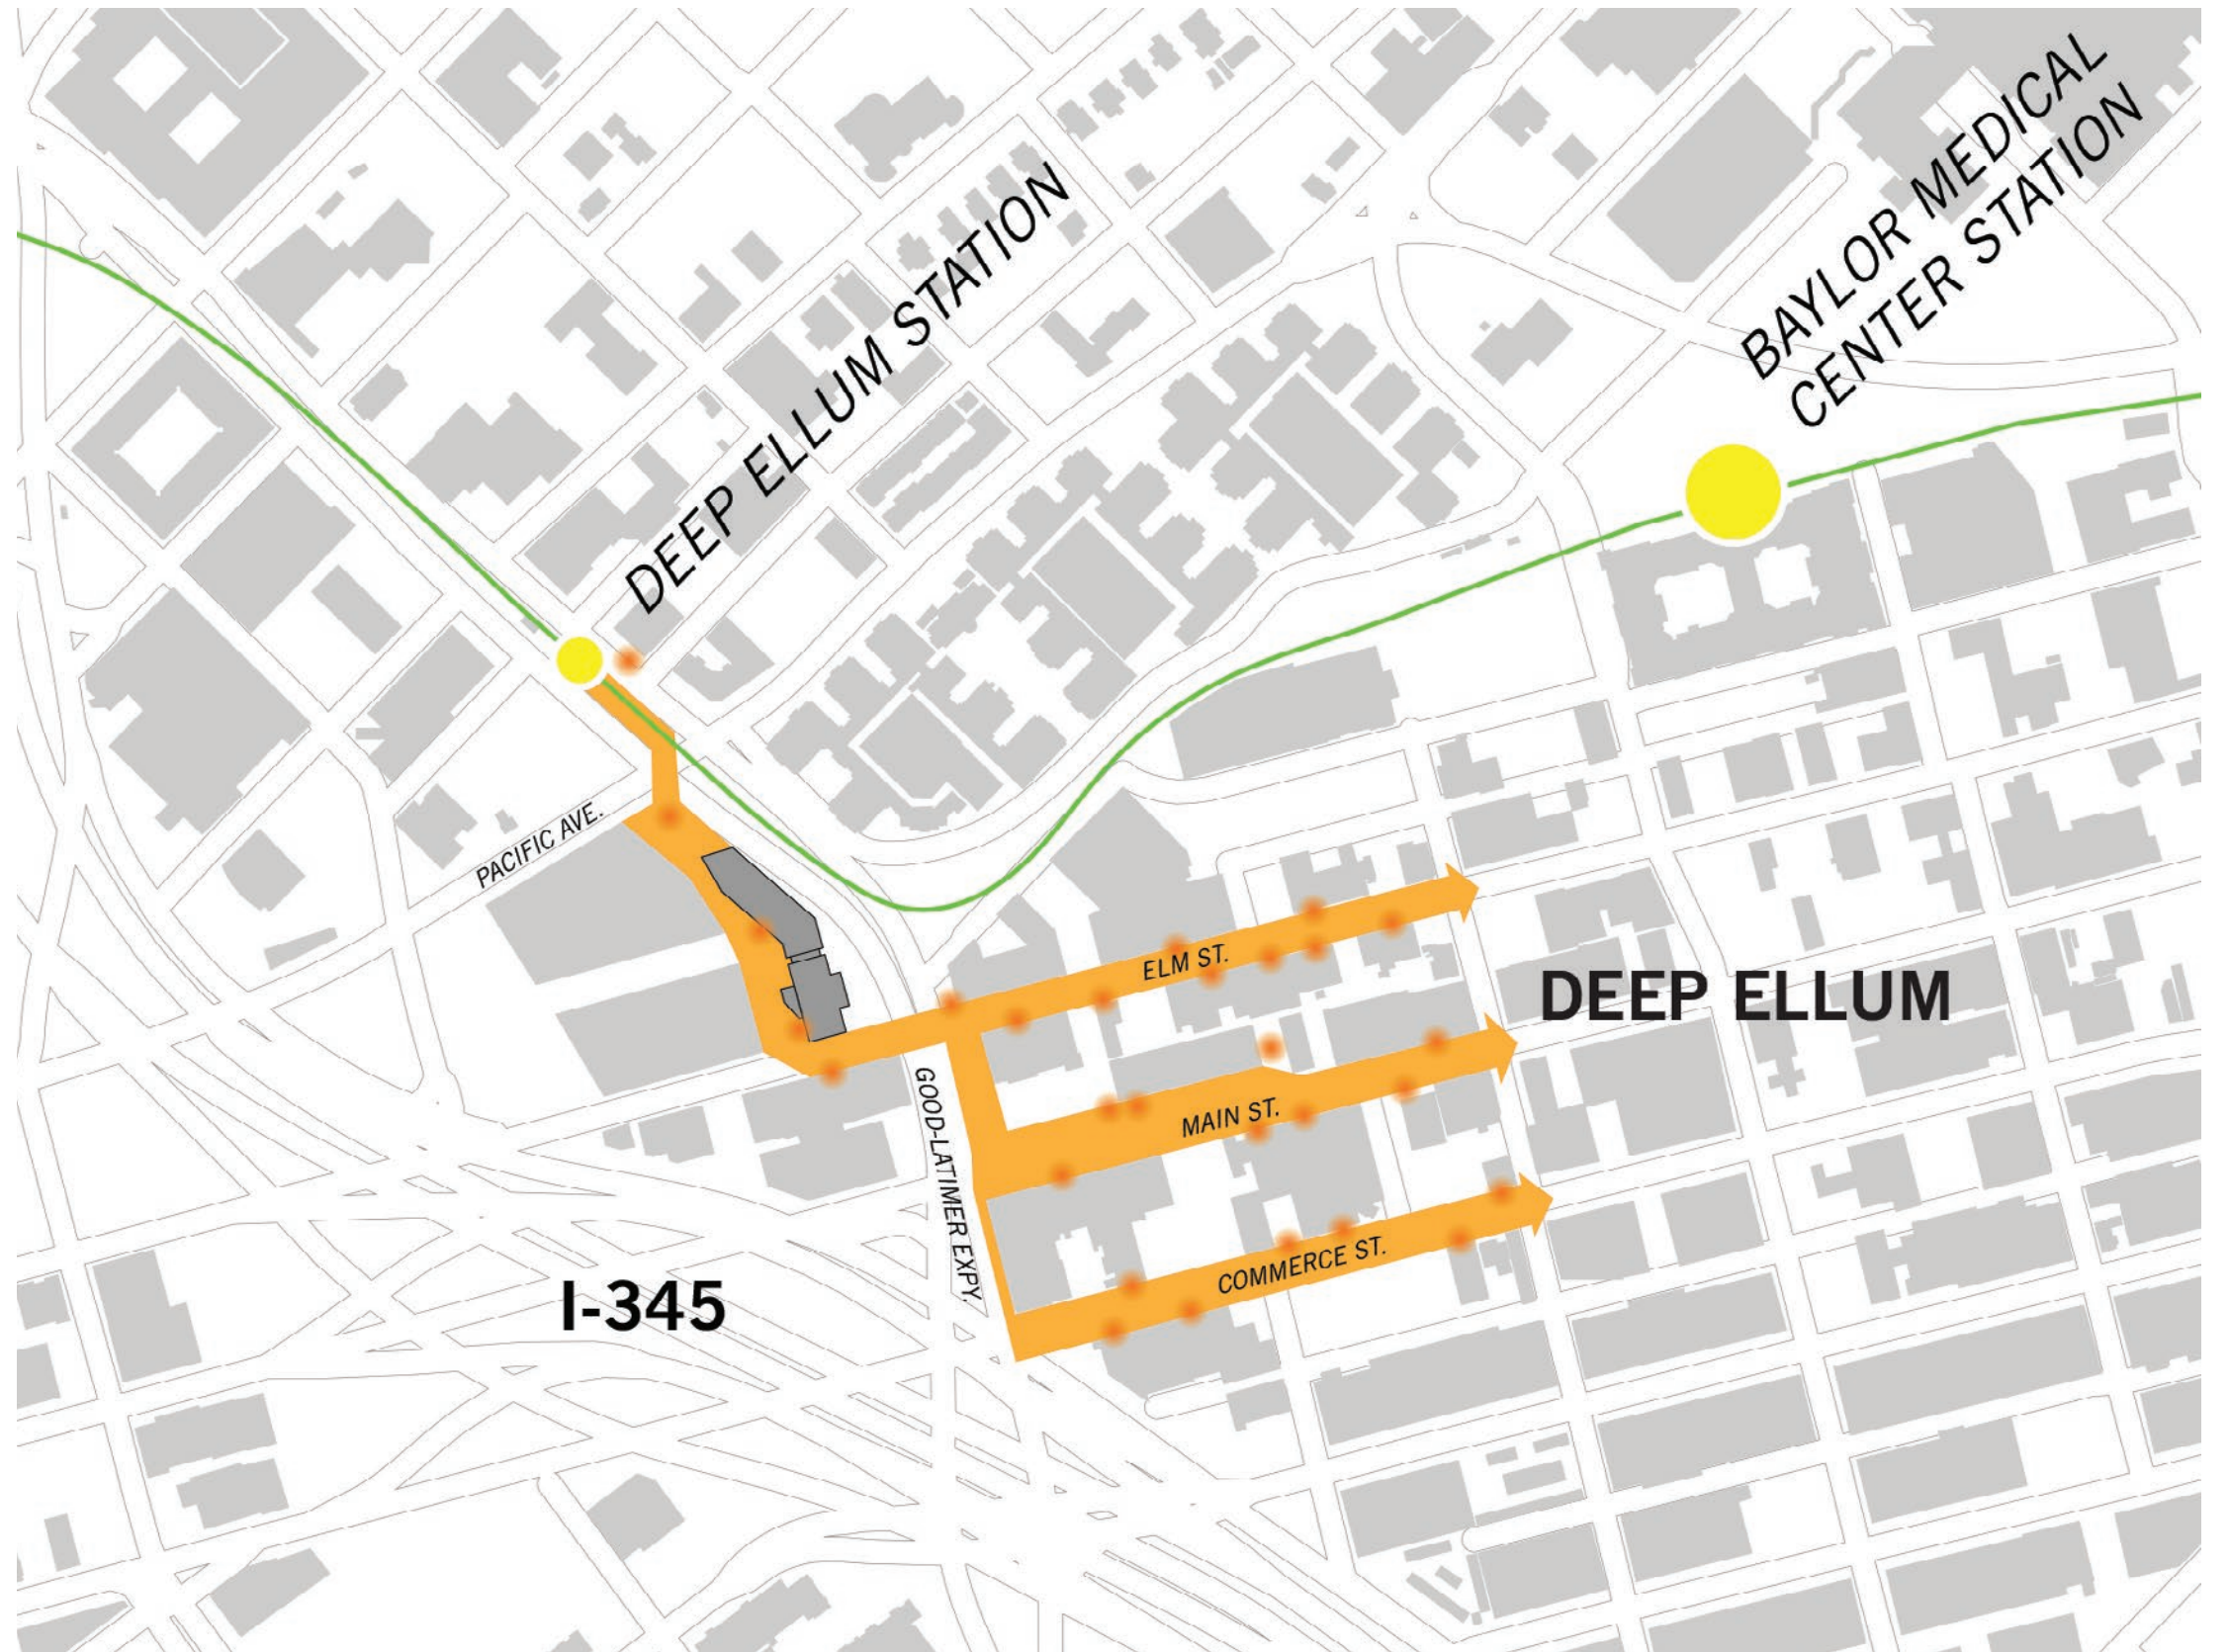 BAYLOR MEDICAL
CENTER STATION
DEEP ELLUM STATION
PACIFIC AVE.
ELM ST.
DEEP ELLUM
MAIN ST.
GOOD-LATIMER EXPY.
COMMERCE ST.
I-345